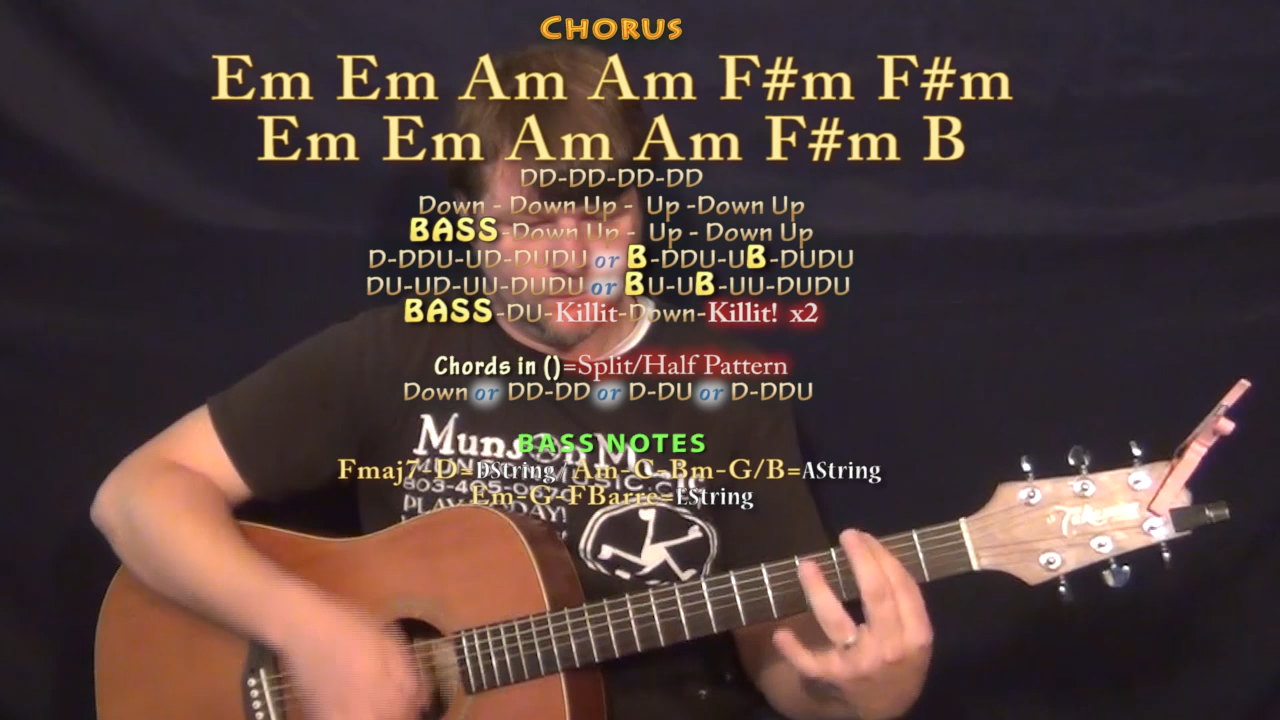 CHORUS
Em Em Am Am F#m F#m
Em Em Am Am F#m B
DD-DD-DD-DD
Down - Down Up - Up -Down Up
BASS-Down Up - Up - Down Up
D-DDU-UD-DUDU or B-DDU-UB-DUDU
DU-UD-UU-DUDU or BU-UB-UU-DUDU
BASS-DU-Killit-Down-Killit! x2
Chords in ()=Split/Half Pattern
Down or DD-DD or D-DU or D-DDU
Munson
BASS NOTES
Fmaj7-D=DString/Am-C-Bm-G/B=AString
Em-G-FBarre=EString
Takamine